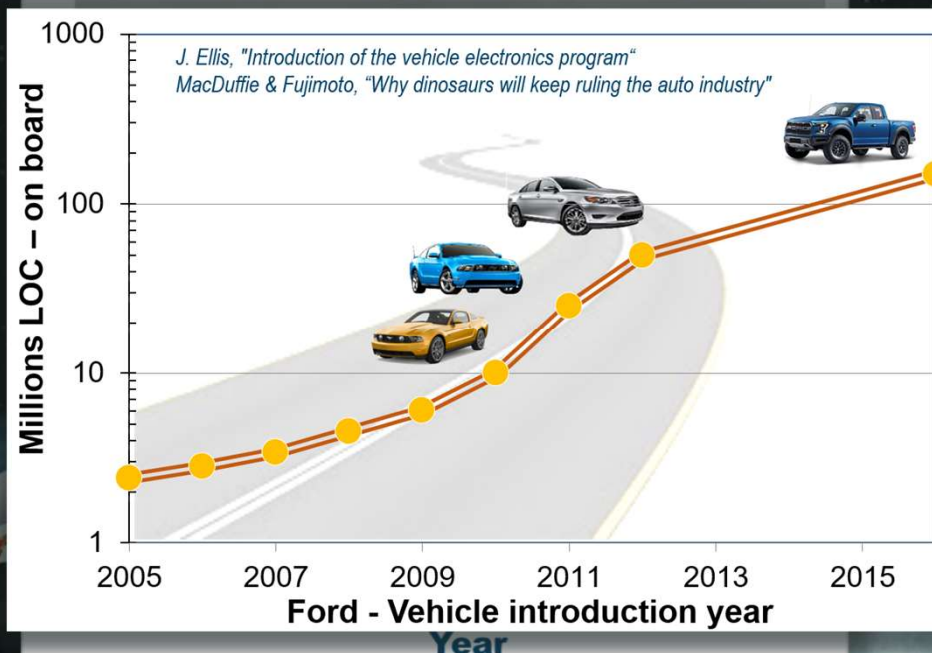 1000
J. Ellis, "Introduction of the vehicle electronics program“
MacDuffie & Fujimoto, “Why dinosaurs will keep ruling the auto industry"
Millions LOC – on board
100
10
1
2005 2007 2009 2011 2013 2015
Ford - Vehicle introduction year
Year